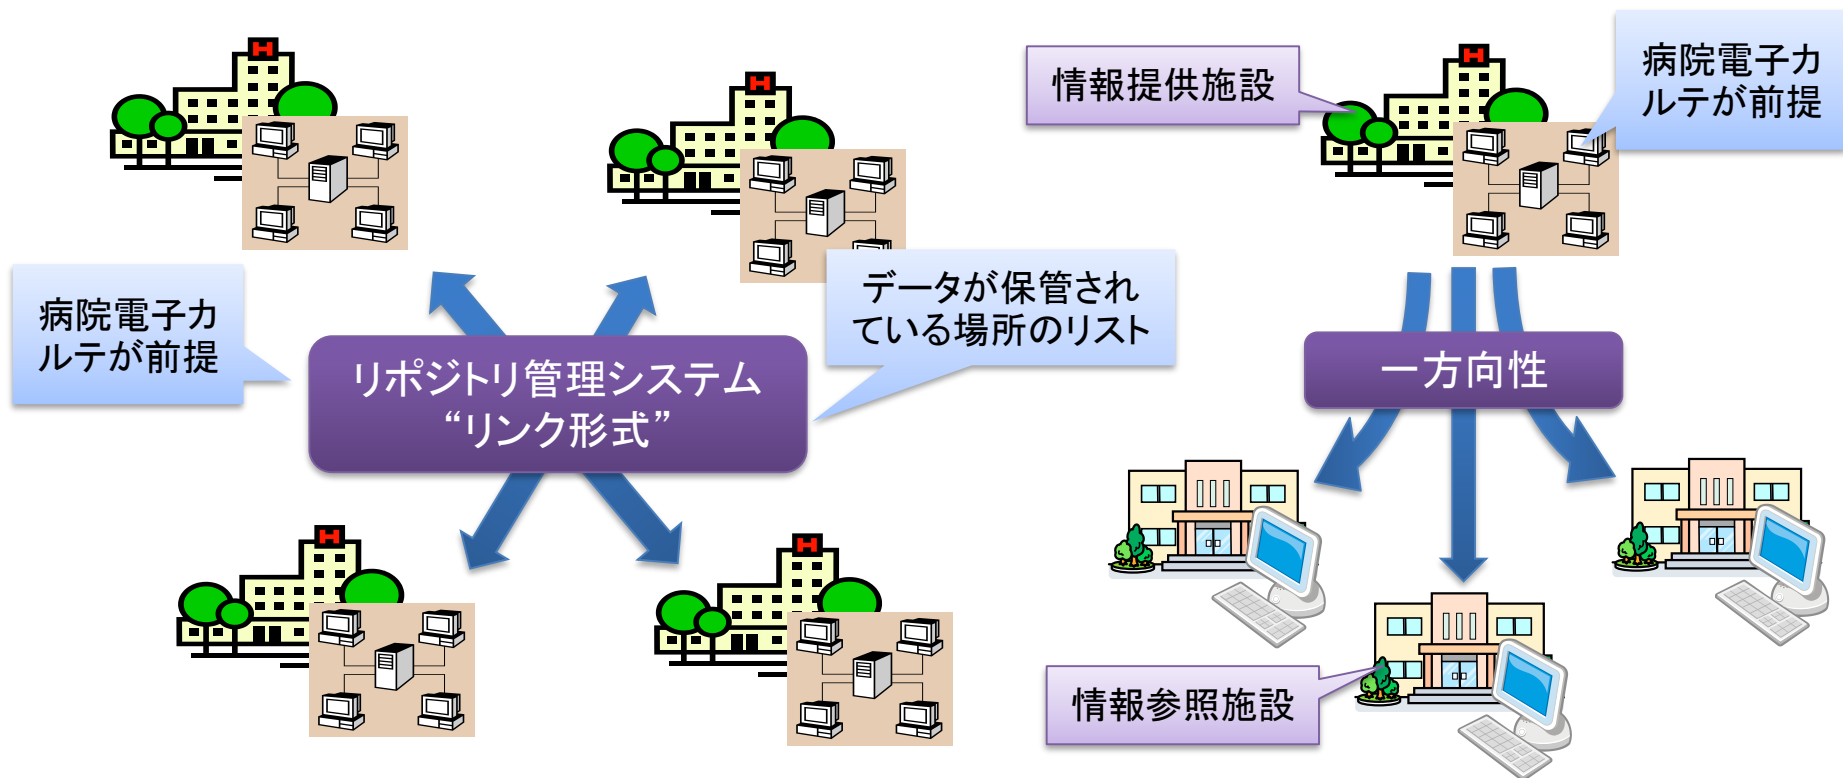 病院電子カ
ルテが前提
リポジトリ管理システム
“リンク形式”
データが保管され
ている場所のリスト
情報提供施設
病院電子カ
ルテが前提
一方向性
情報参照施設
H
H
H
H
H